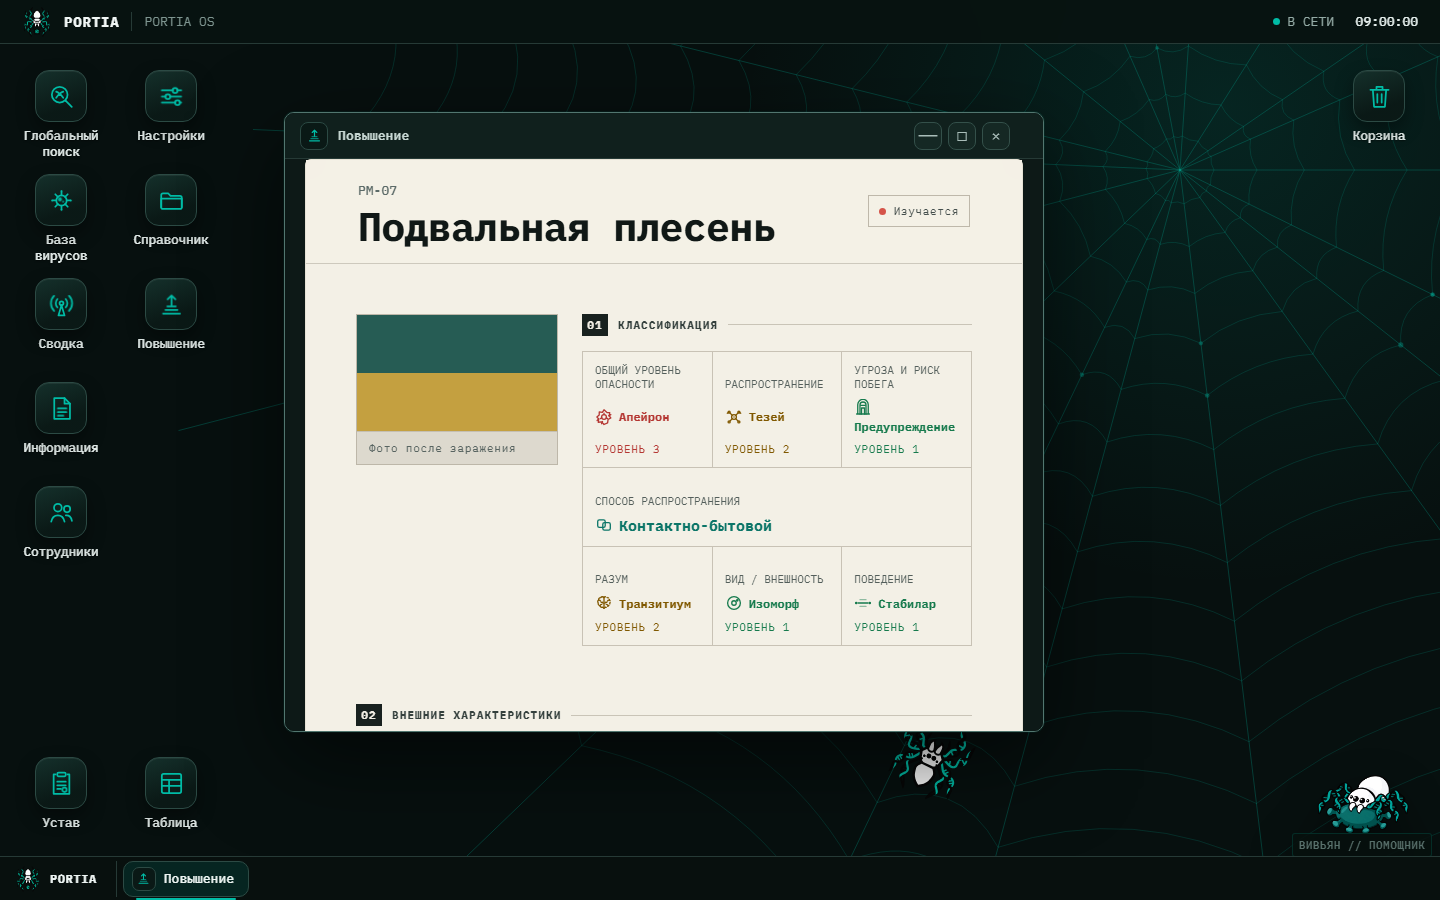 PORTIA
PORTIA OS
В СЕТИ
09:00:00
Глобальный
поиск
Настройки
Корзина
База
вирусов
Справочник
Сводка
Повышение
Информация
Сотрудники
Устав
Таблица
Повышение
РМ-07
Подвальная плесень
Изучается
Фото после заражения
01 КЛАССИФИКАЦИЯ
ОБЩИЙ УРОВЕНЬ
ОПАСНОСТИ
Апейрон
УРОВЕНЬ 3
РАСПРОСТРАНЕНИЕ
Тезей
УРОВЕНЬ 2
УГРОЗА И РИСК
ПОБЕГА
Предупреждение
УРОВЕНЬ 1
СПОСОБ РАСПРОСТРАНЕНИЯ
Контактно-бытовой
РАЗУМ
Транзитиум
УРОВЕНЬ 2
ВИД / ВНЕШНОСТЬ
Изоморф
УРОВЕНЬ 1
ПОВЕДЕНИЕ
Стабилар
УРОВЕНЬ 1
02 ВНЕШНИЕ ХАРАКТЕРИСТИКИ
ВИВЬЯН // ПОМОЩНИК
PORTIA
Повышение